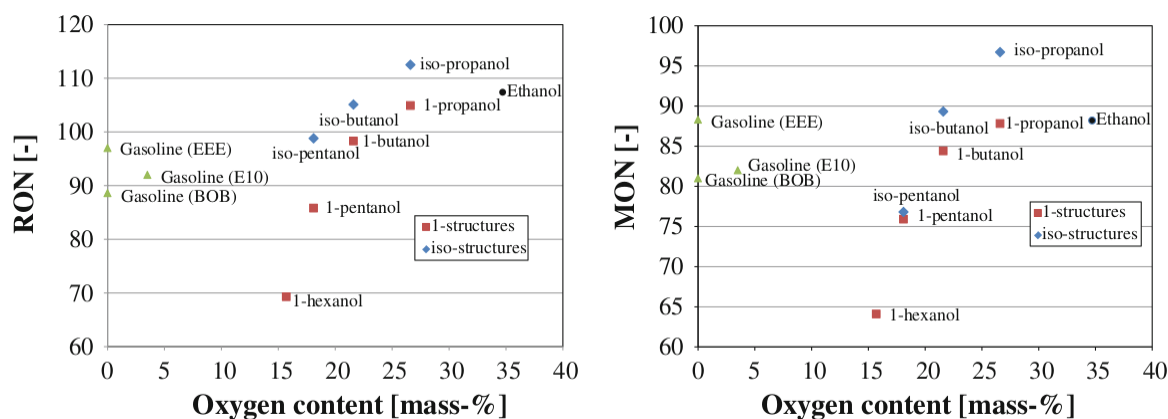 120
110
100
90
80
70
60
RON [-]
iso-propanol
Ethanol
1-propanol
iso-butanol
1-butanol
iso-pentanol
Gasoline (EEE)
Gasoline (E10)
Gasoline (BOB)
1-pentanol
1-structures
iso-structures
1-hexanol
0 5 10 15 20 25 30 35 40
Oxygen content [mass-%]
100
95
90
85
80
75
70
65
60
MON [-]
iso-propanol
Gasoline (EEE)
iso-butanol
1-propanol
Ethanol
1-butanol
Gasoline (E10)
Gasoline (BOB)
iso-pentanol
1-pentanol
1-structures
iso-structures
1-hexanol
0 5 10 15 20 25 30 35 40
Oxygen content [mass-%]